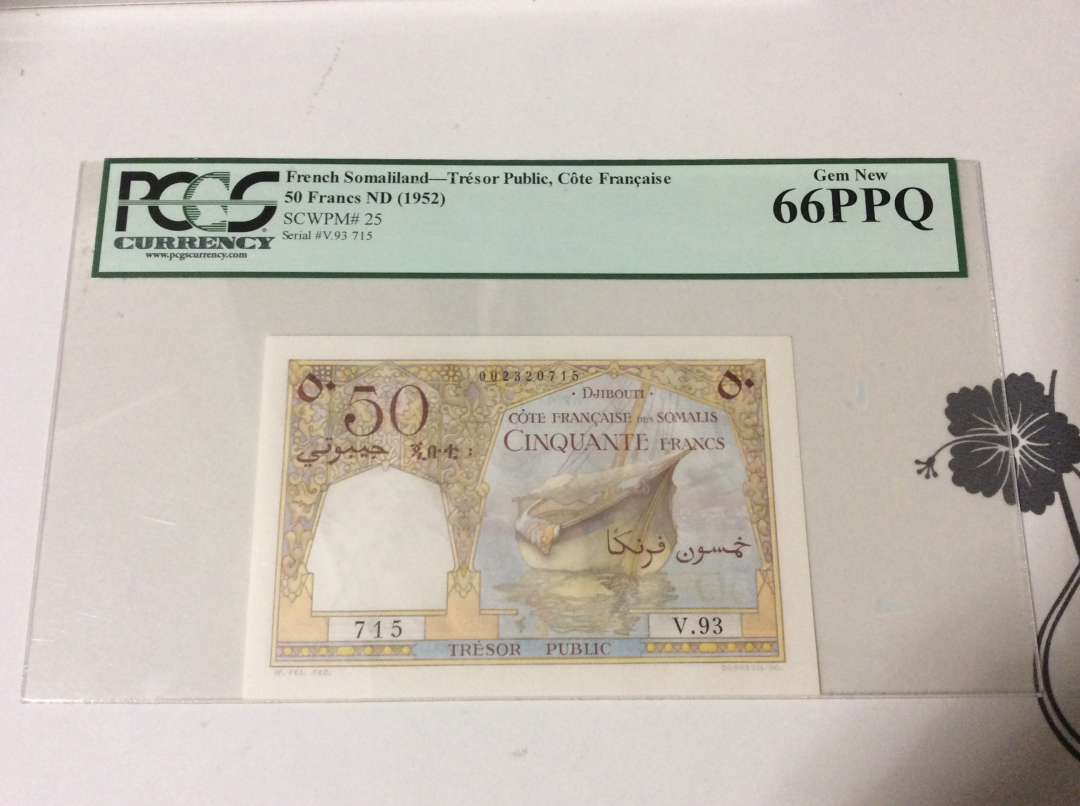 PCGS
CURRENCY
www.pcgscurrency.com
French Somaliland—Trésor Public, Côte Française
50 Francs ND (1952)
SCWPM# 25
Serial #V.93 715
Gem New
66PPQ
٥٠
50
002320715
٥٠
جيبوتي
ጂቡቲ :
· DJIBOUTI ·
CÔTE FRANÇAISE DES SOMALIS
CINQUANTE FRANCS
خمسون فرنكا
715
V.93
TRÉSOR PUBLIC